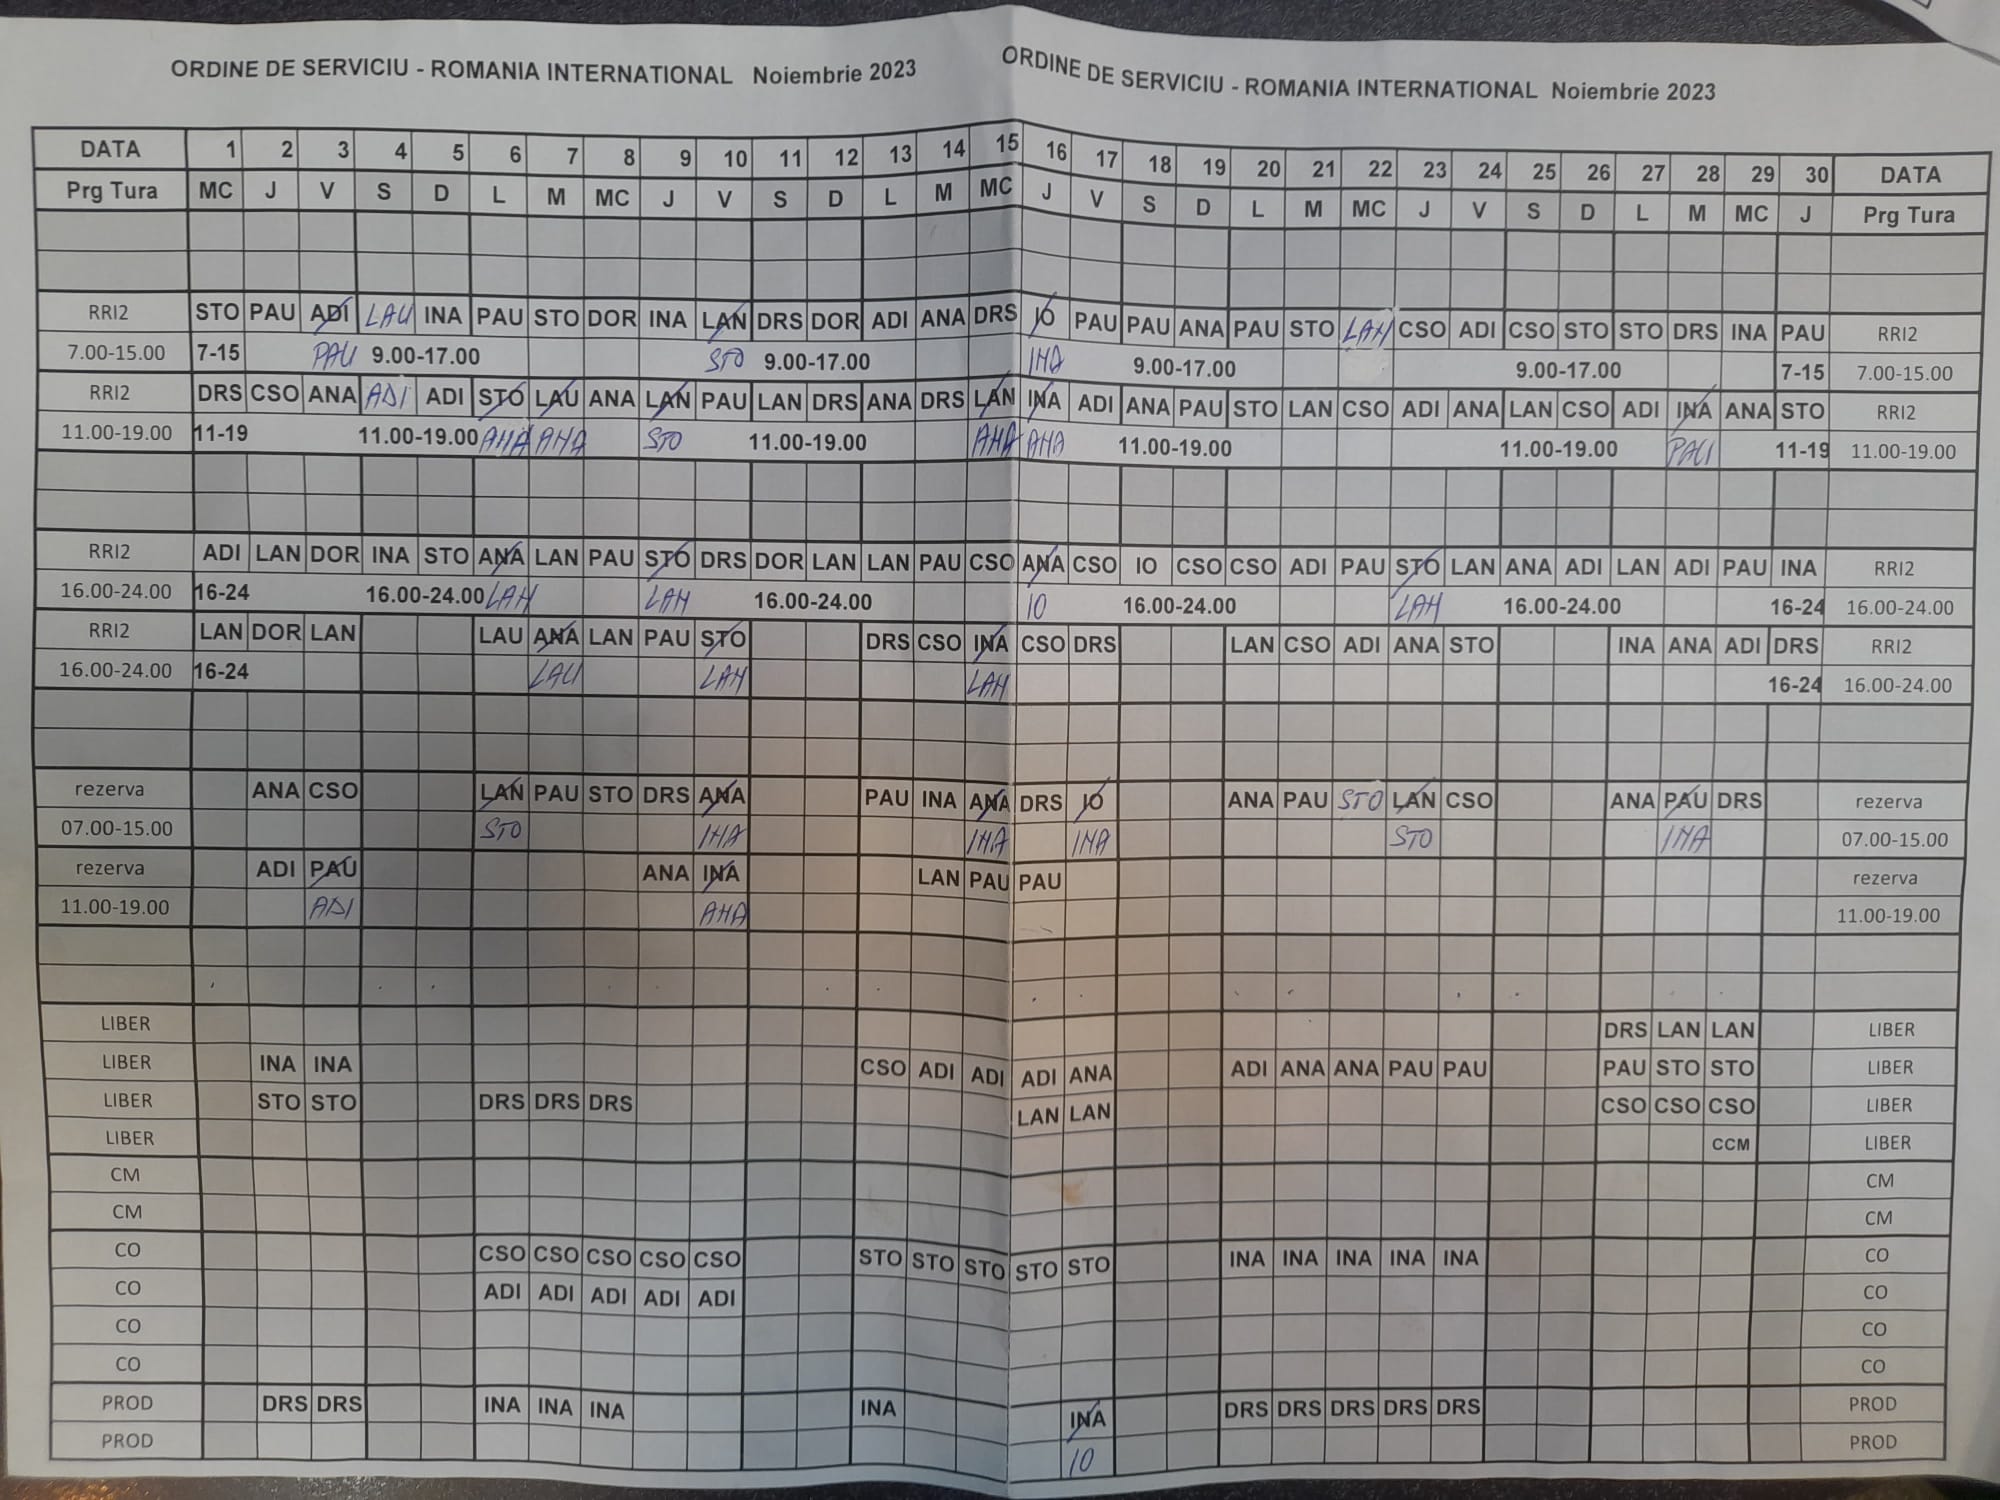 ORDINE DE SERVICIU - ROMANIA INTERNATIONAL Noiembrie 2023 ORDINE DE SERVICIU - ROMANIA INTERNATIONAL Noiembrie 2023
DATA 1 2 3 4 5 6 7 8 9 10 11 12 13 14 15 16 17 18 19 20 21 22 23 24 25 26 27 28 29 30 DATA
Prg Tura MC J V S D L M MC J V S D L M MC J V S D L M MC J V S D L M MC J Prg Tura
RRI2 STO PAU ADI LAU INA PAU STO DOR INA LAN DRS DOR ADI ANA DRS IO PAU PAU ANA PAU STO LAN CSO ADI CSO STO STO DRS INA PAU RRI2
7.00-15.00 7-15 PAU 9.00-17.00 STO 9.00-17.00 INA 9.00-17.00 9.00-17.00 7-15 7.00-15.00
RRI2 DRS CSO ANA ADI ADI STO LAU ANA LAN PAU LAN DRS ANA DRS LAN INA ADI ANA PAU STO LAN CSO ADI ANA LAN CSO ADI INA ANA STO RRI2
11.00-19.00 11-19 11.00-19.00 ANA ANA STO 11.00-19.00 ANA ANA 11.00-19.00 11.00-19.00 PAU 11-19 11.00-19.00
RRI2 ADI LAN DOR INA STO ANA LAN PAU STO DRS DOR LAN LAN PAU CSO ANA CSO IO CSO CSO ADI PAU STO LAN ANA ADI LAN ADI PAU INA RRI2
16.00-24.00 16-24 16.00-24.00 LAN LAN 16.00-24.00 IO 16.00-24.00 LAN 16.00-24.00 16-24 16.00-24.00
RRI2 LAN DOR LAN LAU ANA LAN PAU STO DRS CSO INA CSO DRS LAN CSO ADI ANA STO INA ANA ADI DRS RRI2
16.00-24.00 16-24 LAU LAN LAN 16-24 16.00-24.00
rezerva ANA CSO LAN PAU STO DRS ANA PAU INA ANA DRS IO ANA PAU STO LAN CSO ANA PAU DRS rezerva
07.00-15.00 STO INA INA INA STO INA 07.00-15.00
rezerva ADI PAU ANA INA LAN PAU PAU rezerva
11.00-19.00 ADI ANA 11.00-19.00
LIBER DRS LAN LAN LIBER
LIBER INA INA CSO ADI ADI ADI ANA ADI ANA ANA PAU PAU PAU STO STO LIBER
LIBER STO STO DRS DRS DRS LAN LAN CSO CSO CSO LIBER
LIBER CCM LIBER
CM CM
CM CM
CO CSO CSO CSO CSO CSO STO STO STO STO STO INA INA INA INA INA CO
CO ADI ADI ADI ADI ADI CO
CO CO
CO CO
PROD DRS DRS INA INA INA INA INA DRS DRS DRS DRS DRS PROD
PROD IO PROD